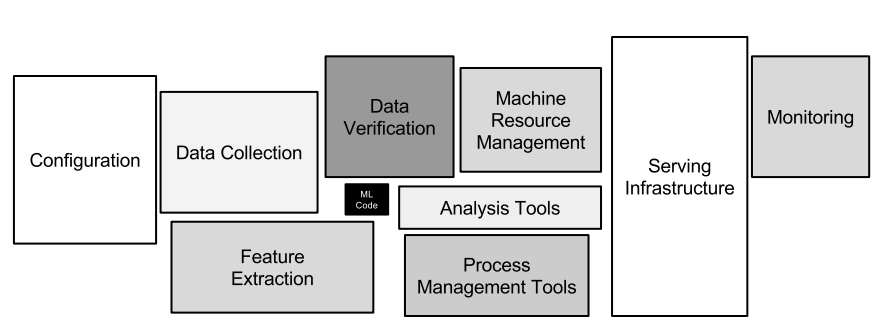 Configuration
Data Collection
Feature
Extraction
Data
Verification
ML
Code
Machine
Resource
Management
Analysis Tools
Process
Management Tools
Serving
Infrastructure
Monitoring